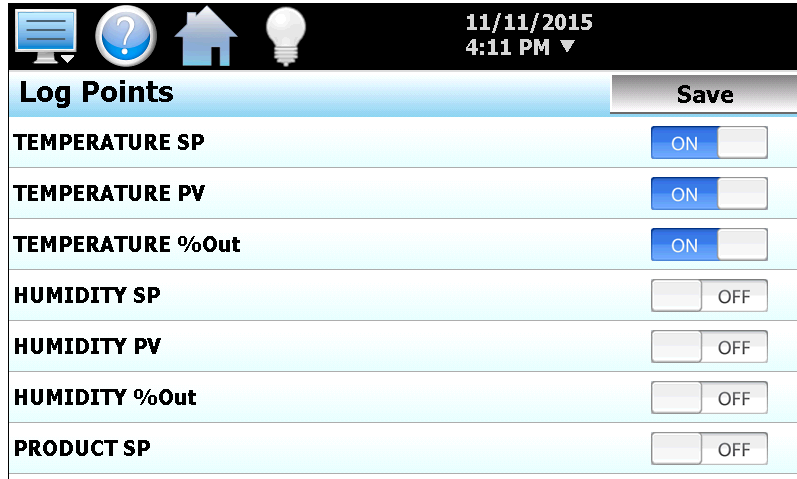 ?
11/11/2015
4:11 PM ▼
Log Points
Save
TEMPERATURE SP
ON
TEMPERATURE PV
ON
TEMPERATURE %Out
ON
HUMIDITY SP
OFF
HUMIDITY PV
OFF
HUMIDITY %Out
OFF
PRODUCT SP
OFF